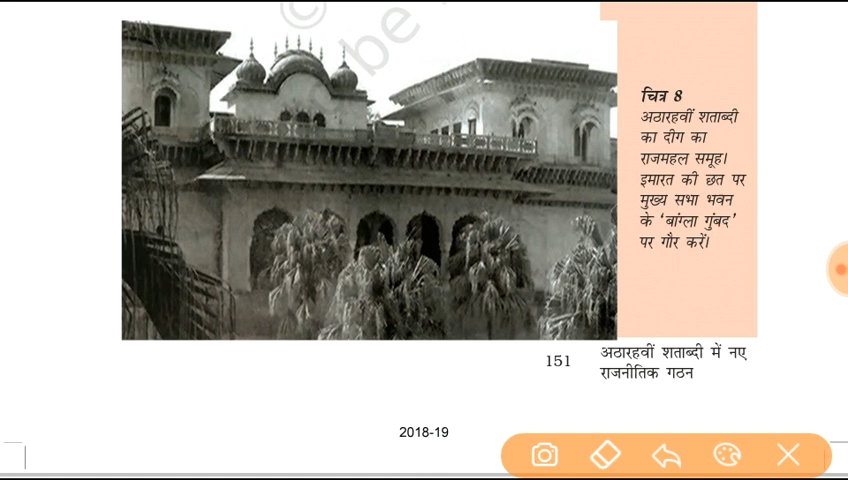 © be
चित्र 8
अठारहवीं शताब्दी
का दीग का
राजमहल समूह।
इमारत की छत पर
मुख्य सभा भवन
के ‘बांग्ला गुंबद’
पर गौर करें।
151
अठारहवीं शताब्दी में नए
राजनीतिक गठन
2018-19